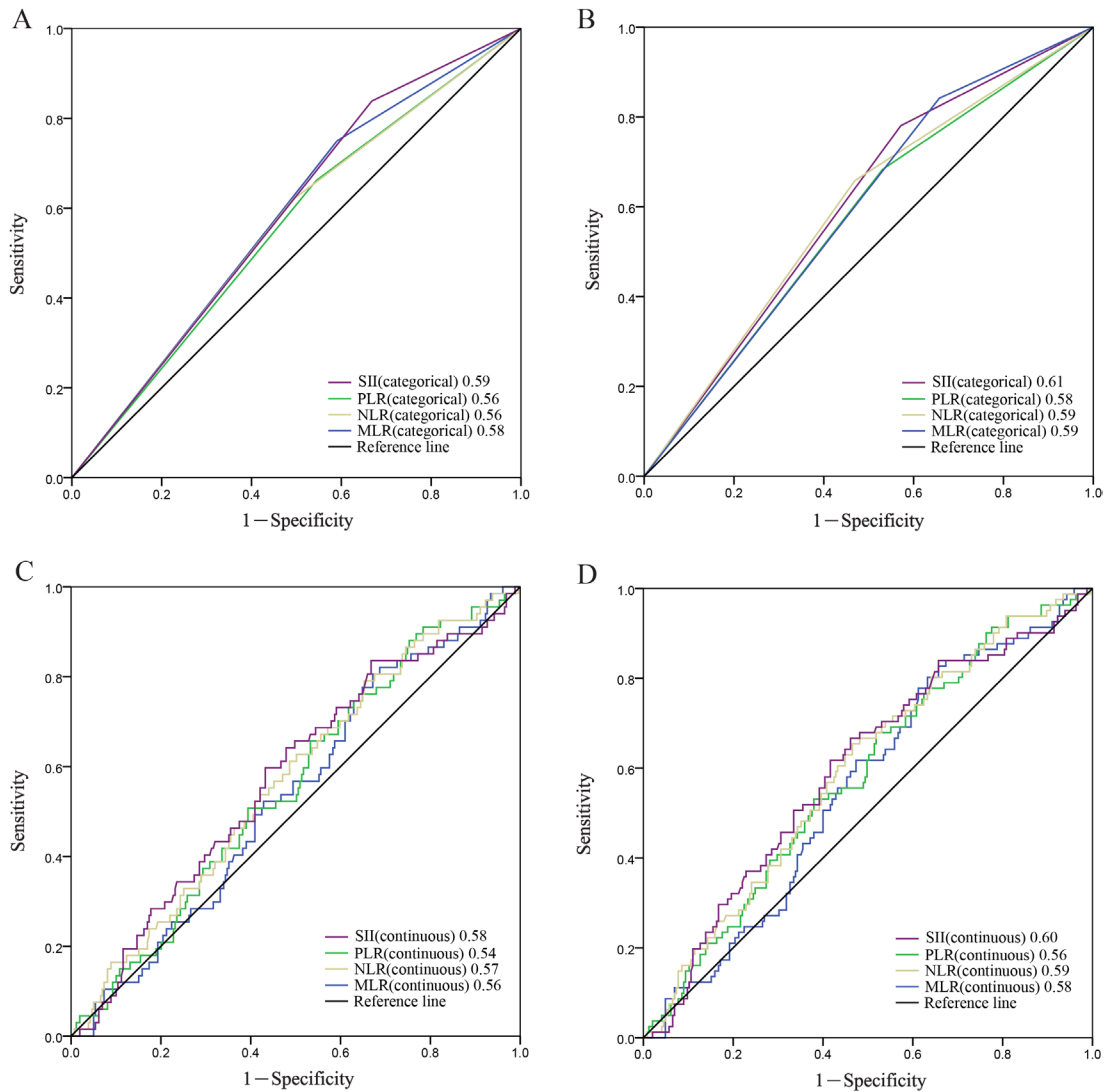 A
1.0
0.8
0.6
0.4
0.2
0.0
Sensitivity
SII(categorical) 0.59
PLR(categorical) 0.56
NLR(categorical) 0.56
MLR(categorical) 0.58
Reference line
0.0 0.2 0.4 0.6 0.8 1.0
1－Specificity
B
1.0
0.8
0.6
0.4
0.2
0.0
Sensitivity
SII(categorical) 0.61
PLR(categorical) 0.58
NLR(categorical) 0.59
MLR(categorical) 0.59
Reference line
0.0 0.2 0.4 0.6 0.8 1.0
1－Specificity
C
1.0
0.8
0.6
0.4
0.2
0.0
Sensitivity
SII(continuous) 0.58
PLR(continuous) 0.54
NLR(continuous) 0.57
MLR(continuous) 0.56
Reference line
0.0 0.2 0.4 0.6 0.8 1.0
1－Specificity
D
1.0
0.8
0.6
0.4
0.2
0.0
Sensitivity
SII(continuous) 0.60
PLR(continuous) 0.56
NLR(continuous) 0.59
MLR(continuous) 0.58
Reference line
0.0 0.2 0.4 0.6 0.8 1.0
1－Specificity